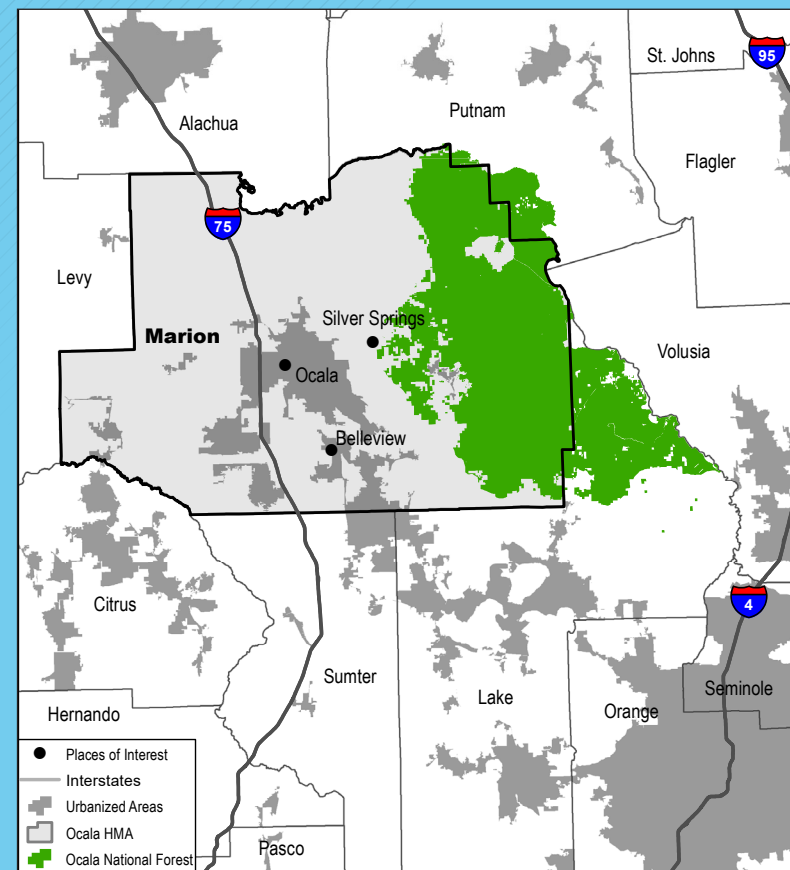 St. Johns
95
Putnam
Alachua
Flagler
75
Levy
Silver Springs
Marion
Volusia
Ocala
Belleview
4
Citrus
Sumter
Seminole
Lake
Orange
Hernando
Places of Interest
Interstates
Urbanized Areas
Ocala HMA
Pasco
Ocala National Forest